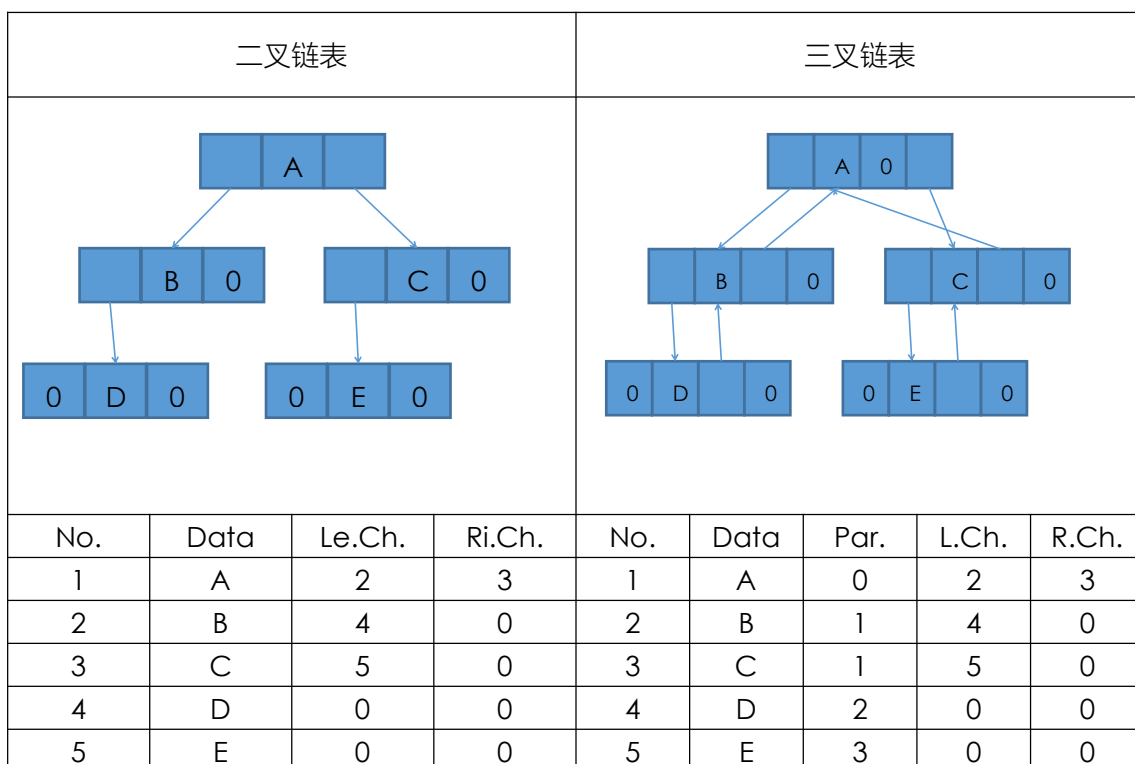 二叉链表 三叉链表
A A 0
B 0 C 0 B 0 C 0
0 D 0 0 E 0 0 D 0 0 E 0
No. Data Le.Ch. Ri.Ch. No. Data Par. L.Ch. R.Ch.
1 A 2 3 1 A 0 2 3
2 B 4 0 2 B 1 4 0
3 C 5 0 3 C 1 5 0
4 D 0 0 4 D 2 0 0
5 E 0 0 5 E 3 0 0